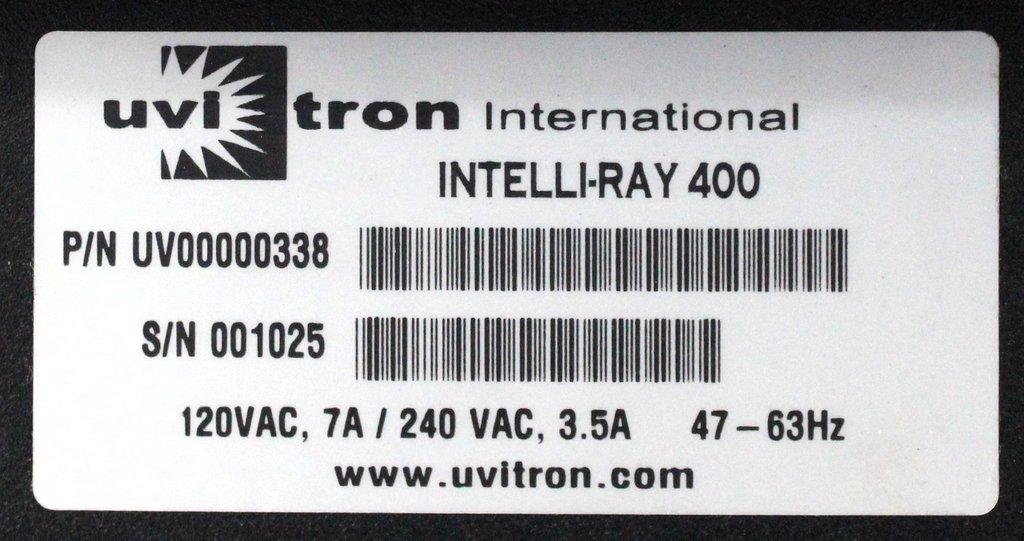 uvitron International
INTELLI-RAY 400
P/N UV00000338
S/N 001025
120VAC, 7A / 240 VAC, 3.5A 47 – 63Hz
www.uvitron.com